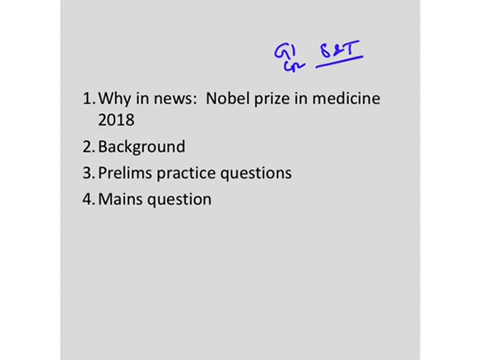 S&T
1. Why in news: Nobel prize in medicine
2018
2. Background
3. Prelims practice questions
4. Mains question